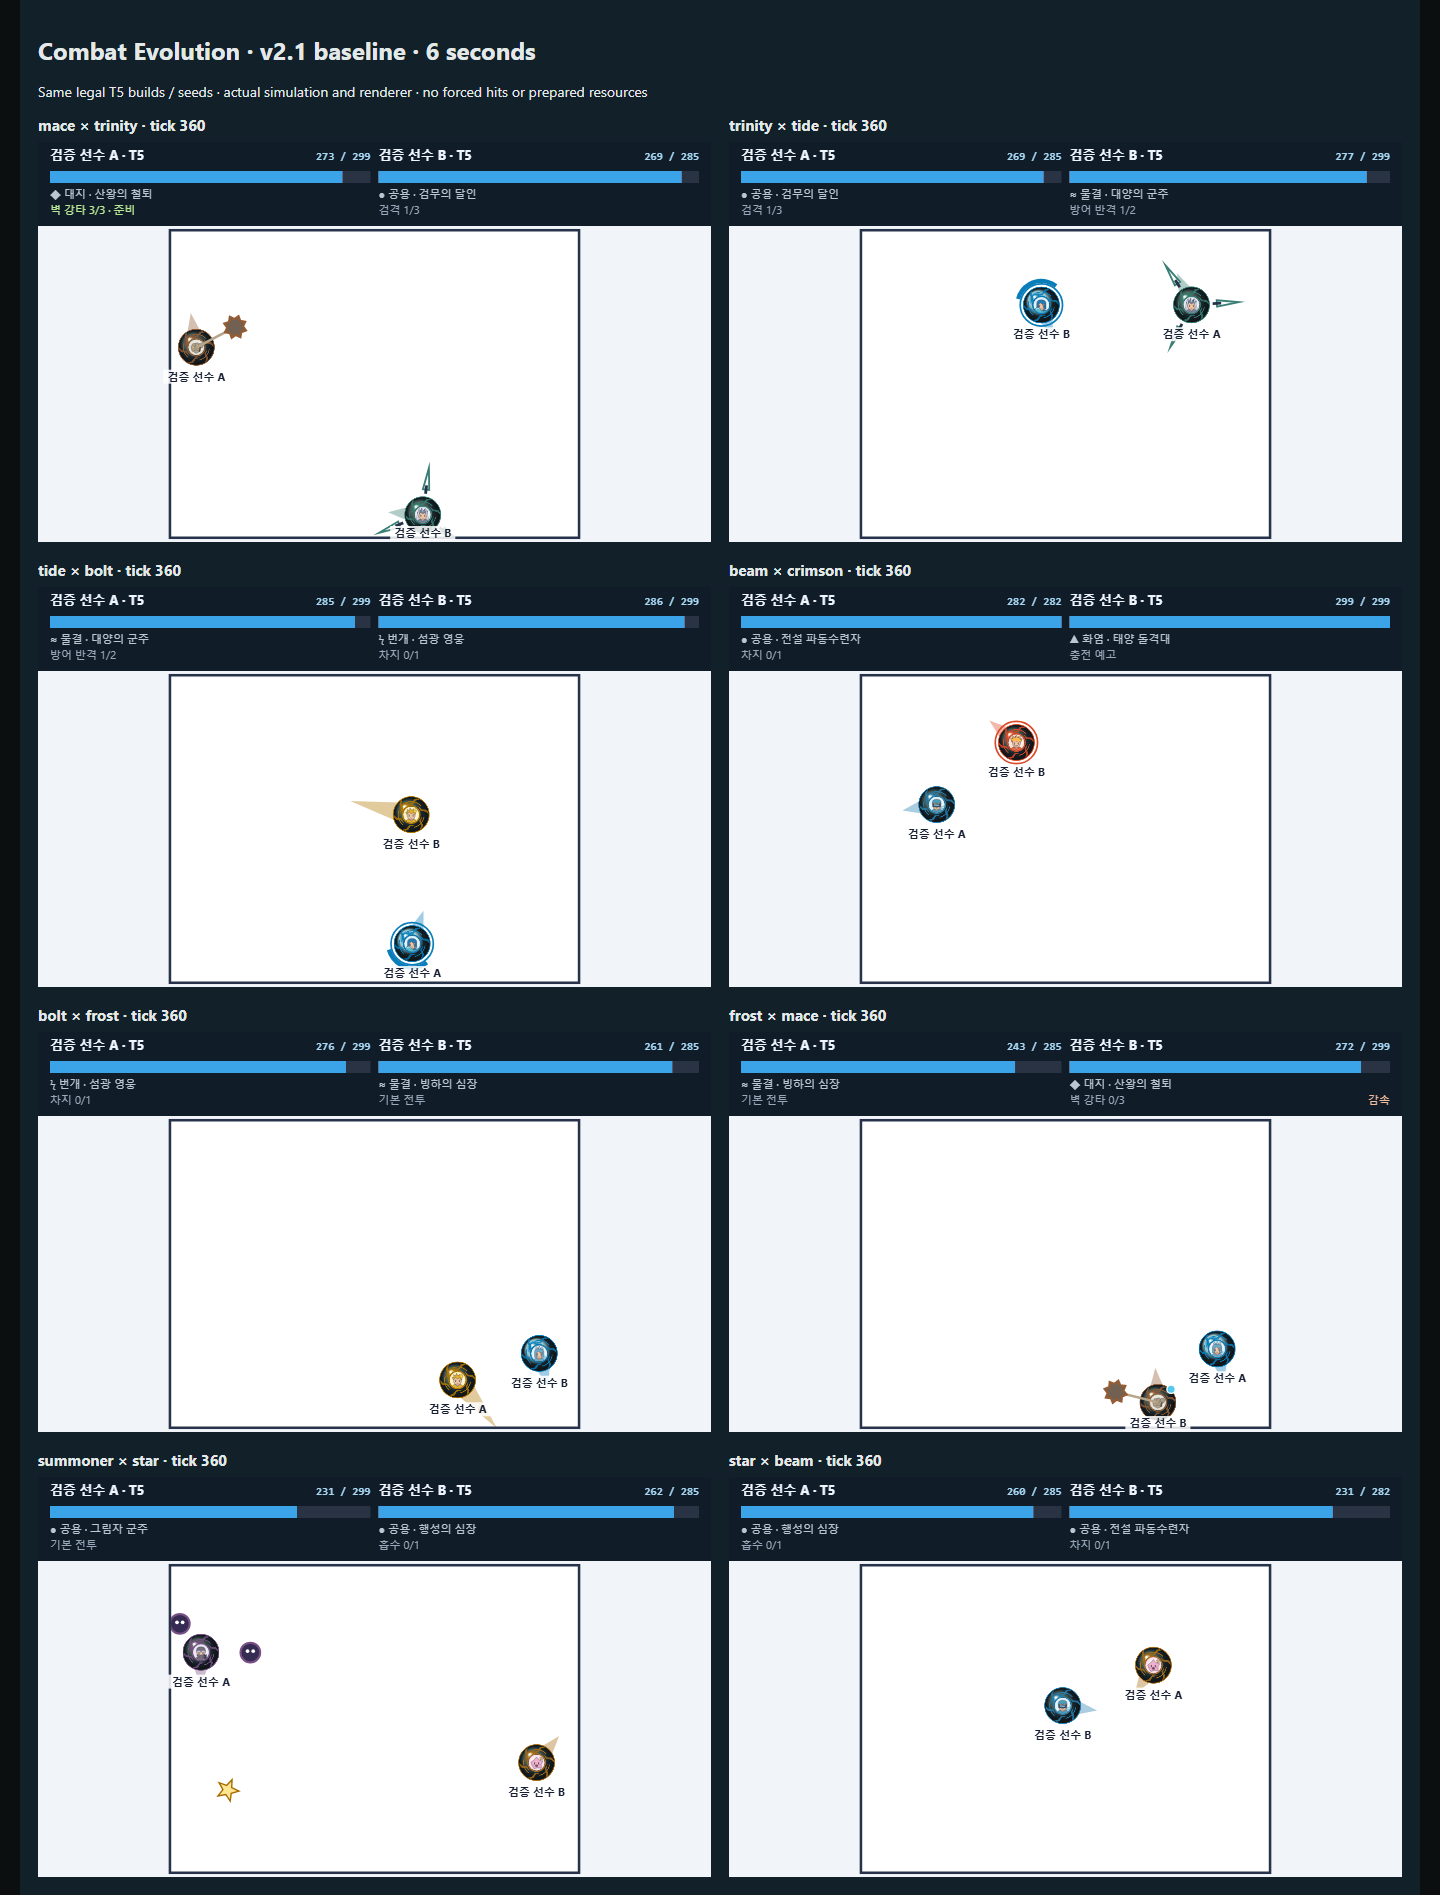 Combat Evolution · v2.1 baseline · 6 seconds
Same legal T5 builds / seeds · actual simulation and renderer · no forced hits or prepared resources
mace × trinity · tick 360
검증 선수 A · T5 273 / 299 검증 선수 B · T5 269 / 285
◆ 대지 · 산왕의 철퇴 ● 공용 · 검무의 달인
벽 강타 3/3 · 준비 검격 1/3
검증 선수 A
검증 선수 B
trinity × tide · tick 360
검증 선수 A · T5 269 / 285 검증 선수 B · T5 277 / 299
● 공용 · 검무의 달인 ≈ 물결 · 대양의 군주
검격 1/3 방어 반격 1/2
검증 선수 B 검증 선수 A
tide × bolt · tick 360
검증 선수 A · T5 285 / 299 검증 선수 B · T5 286 / 299
≈ 물결 · 대양의 군주 ϟ 번개 · 섬광 영웅
방어 반격 1/2 차지 0/1
검증 선수 B
검증 선수 A
beam × crimson · tick 360
검증 선수 A · T5 282 / 282 검증 선수 B · T5 299 / 299
● 공용 · 전설 파동수련자 ▲ 화염 · 태양 돌격대
차지 0/1 충전 예고
검증 선수 B
검증 선수 A
bolt × frost · tick 360
검증 선수 A · T5 276 / 299 검증 선수 B · T5 261 / 285
ϟ 번개 · 섬광 영웅 ≈ 물결 · 빙하의 심장
차지 0/1 기본 전투
검증 선수 B
검증 선수 A
frost × mace · tick 360
검증 선수 A · T5 243 / 285 검증 선수 B · T5 272 / 299
≈ 물결 · 빙하의 심장 ◆ 대지 · 산왕의 철퇴
기본 전투 벽 강타 0/3 감속
검증 선수 A
검증 선수 B
summoner × star · tick 360
검증 선수 A · T5 231 / 299 검증 선수 B · T5 262 / 285
● 공용 · 그림자 군주 ● 공용 · 행성의 심장
기본 전투 흡수 0/1
검증 선수 A
검증 선수 B
star × beam · tick 360
검증 선수 A · T5 260 / 285 검증 선수 B · T5 231 / 282
● 공용 · 행성의 심장 ● 공용 · 전설 파동수련자
흡수 0/1 차지 0/1
검증 선수 A
검증 선수 B